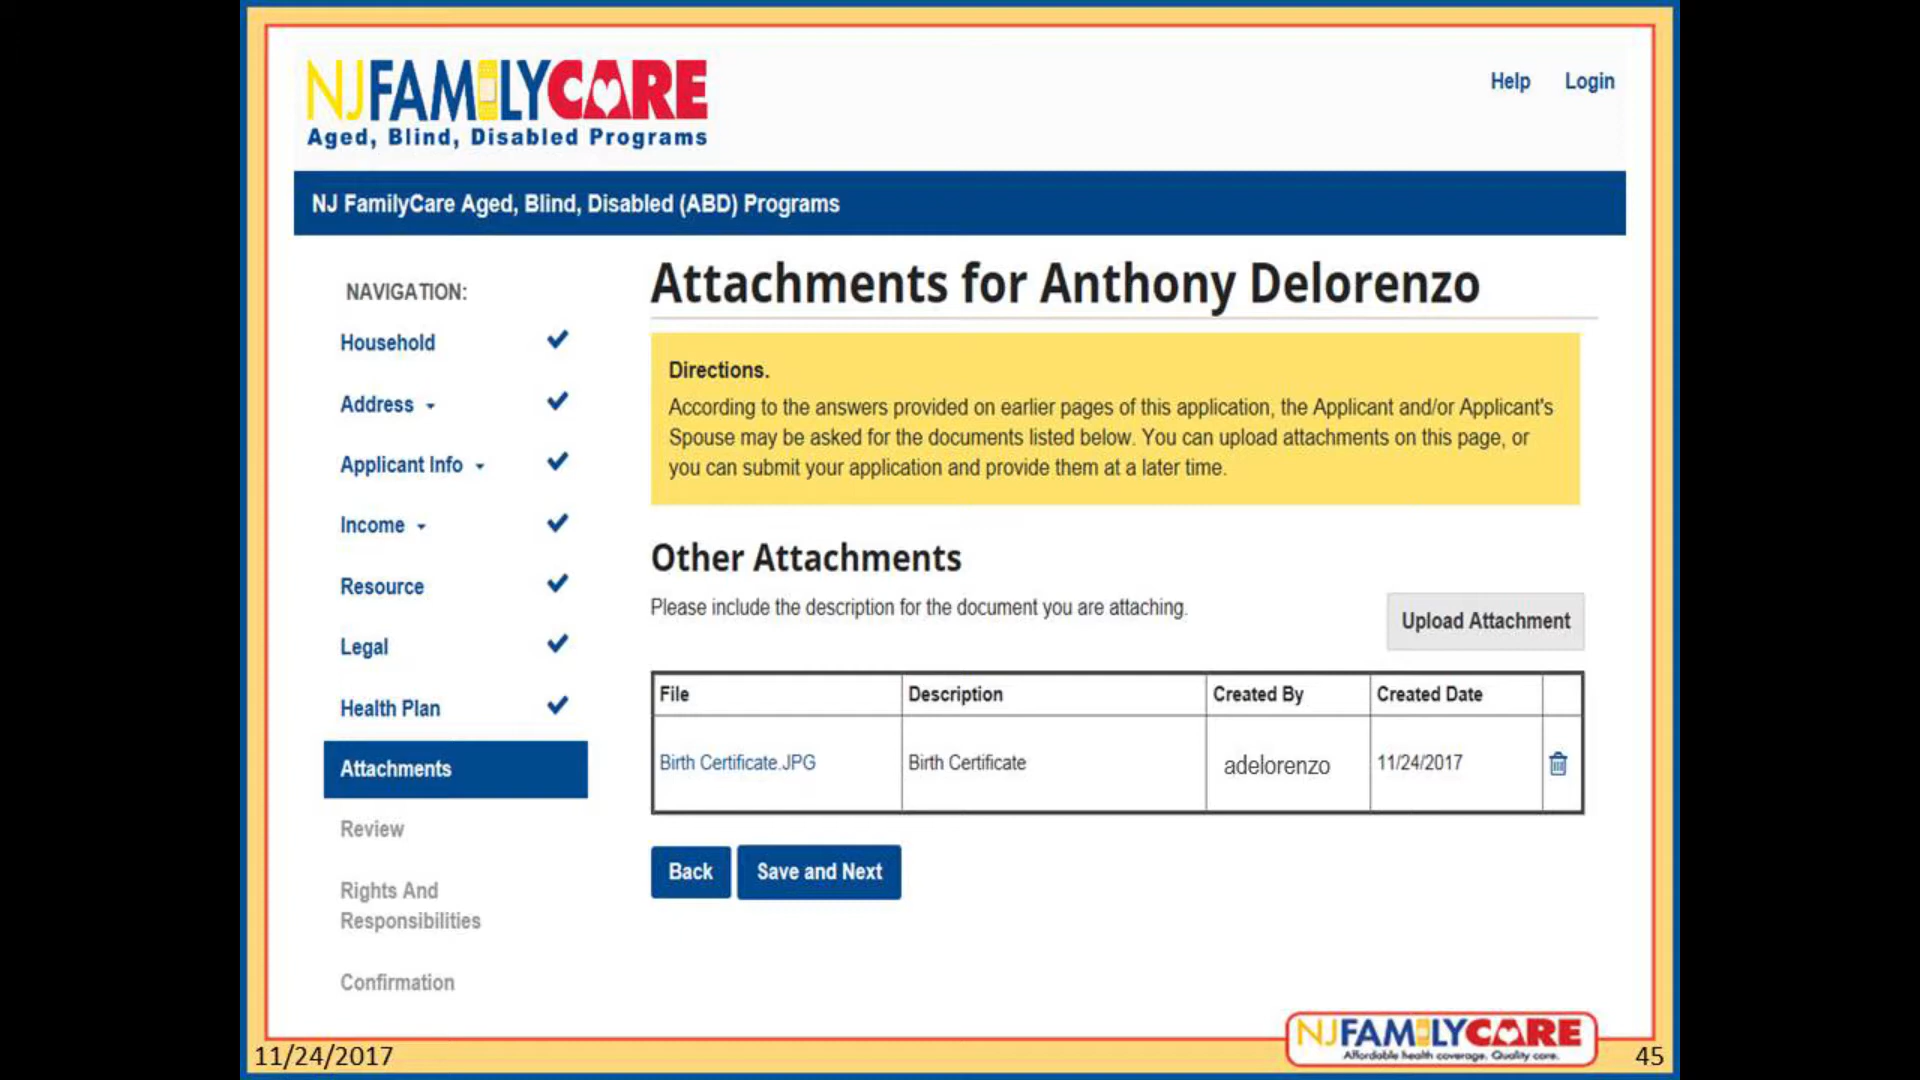 NJFAMILYCARE
Aged, Blind, Disabled Programs
Help
Login
NJ FamilyCare Aged, Blind, Disabled (ABD) Programs
NAVIGATION:
Household
Address
Applicant Info
Income
Resource
Legal
Health Plan
Attachments
Review
Rights And
Responsibilities
Confirmation
Attachments for Anthony Delorenzo
Directions.
According to the answers provided on earlier pages of this application, the Applicant and/or Applicant's
Spouse may be asked for the documents listed below. You can upload attachments on this page, or
you can submit your application and provide them at a later time.
Other Attachments
Please include the description for the document you are attaching.
Upload Attachment
File Description Created By Created Date
Birth Certificate.JPG Birth Certificate adelorenzo 11/24/2017
Back
Save and Next
11/24/2017
NJFAMILYCARE
Affordable health coverage. Quality care.
45